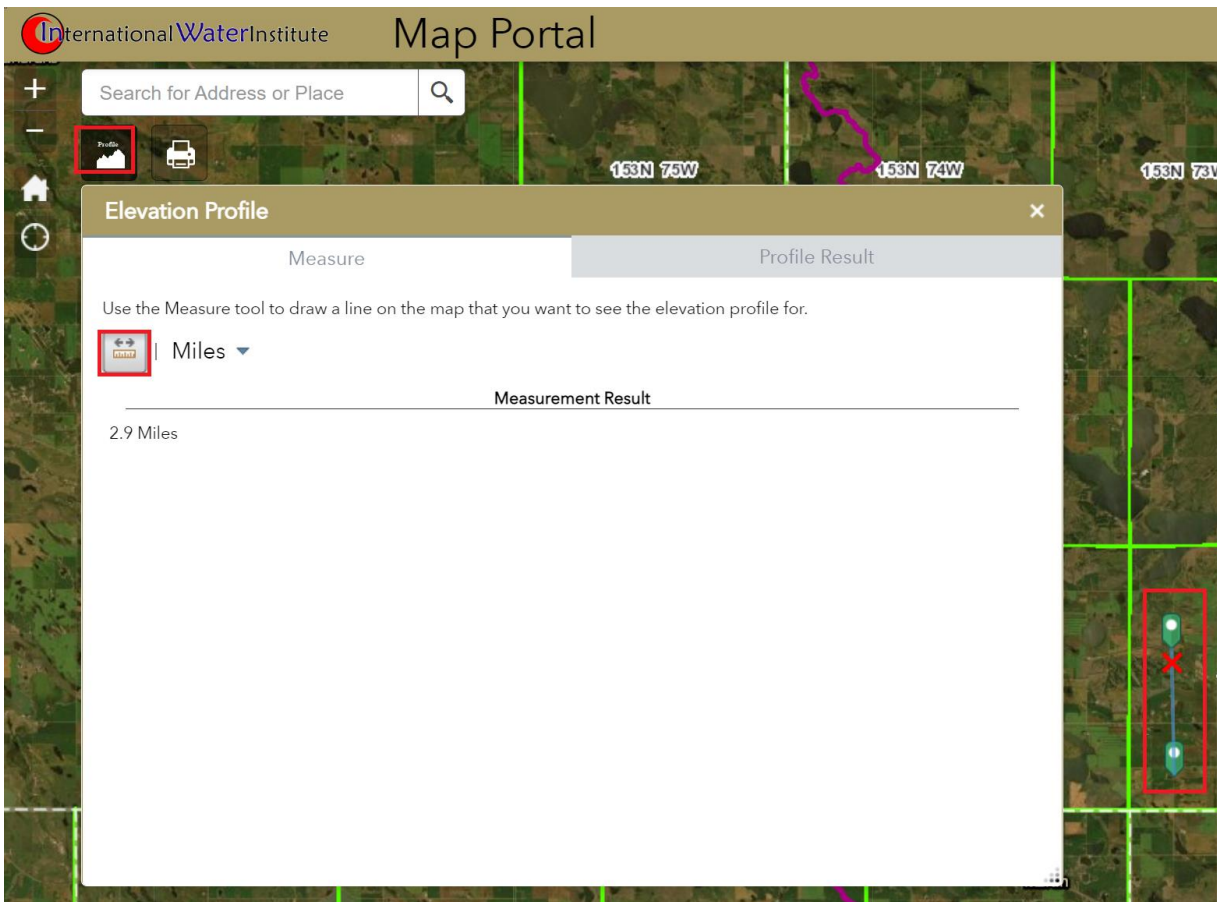 InternationalWaterInstitute Map Portal
+
Search for Address or Place
−
Profile
153N 75W 153N 74W 153N 73W
Elevation Profile ×
Measure Profile Result
Use the Measure tool to draw a line on the map that you want to see the elevation profile for.
| Miles
Measurement Result
2.9 Miles